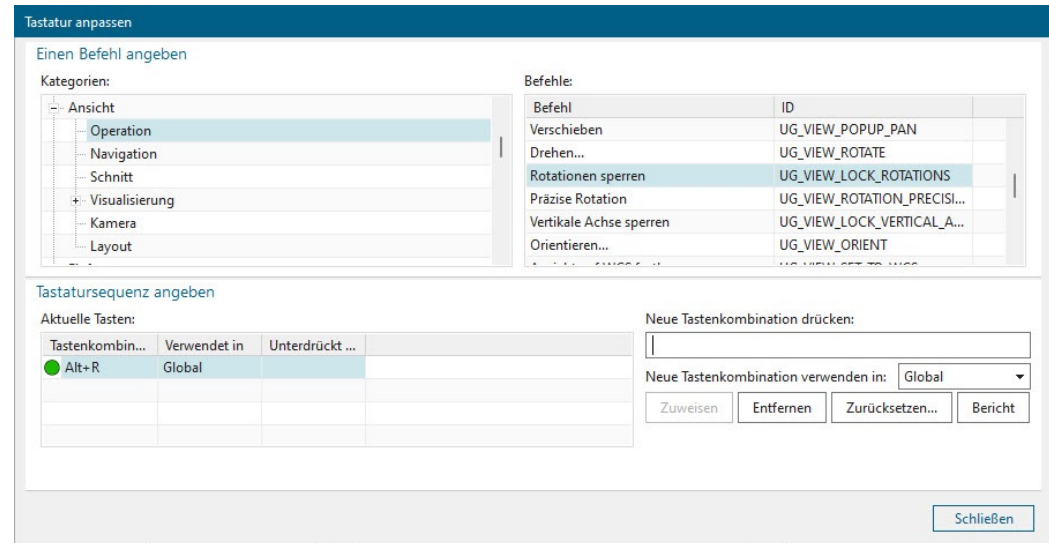 Tastatur anpassen
Einen Befehl angeben
Kategorien:
Ansicht
Operation
Navigation
Schnitt
Visualisierung
Kamera
Layout
Befehle:
Befehl ID
Verschieben UG_VIEW_POPUP_PAN
Drehen... UG_VIEW_ROTATE
Rotationen sperren UG_VIEW_LOCK_ROTATIONS
Präzise Rotation UG_VIEW_ROTATION_PRECISI...
Vertikale Achse sperren UG_VIEW_LOCK_VERTICAL_A...
Orientieren... UG_VIEW_ORIENT
Tastatursequenz angeben
Aktuelle Tasten:
Tastenkombin... Verwendet in Unterdrückt ...
Alt+R Global
Neue Tastenkombination drücken:
Neue Tastenkombination verwenden in: Global
Zuweisen Entfernen Zurücksetzen... Bericht
Schließen